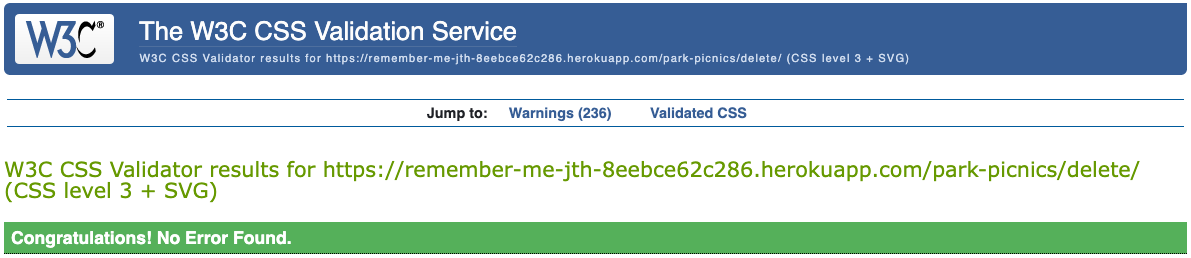 W3C®
The W3C CSS Validation Service
W3C CSS Validator results for https://remember-me-jth-8eebce62c286.herokuapp.com/park-picnics/delete/ (CSS level 3 + SVG)
Jump to: Warnings (236) Validated CSS
W3C CSS Validator results for https://remember-me-jth-8eebce62c286.herokuapp.com/park-picnics/delete/
(CSS level 3 + SVG)
Congratulations! No Error Found.